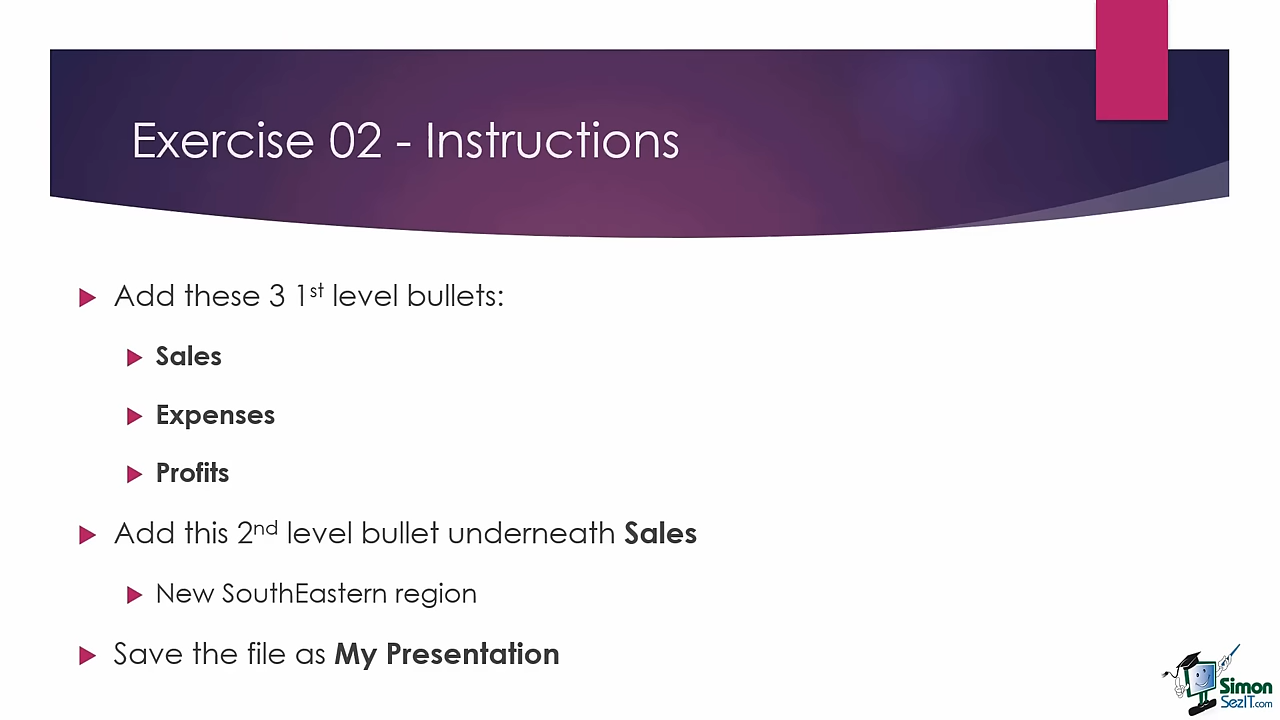 Exercise 02 - Instructions
Add these 3 1st level bullets:
Sales
Expenses
Profits
Add this 2nd level bullet underneath Sales
New SouthEastern region
Save the file as My Presentation
Simon
SezIT.com